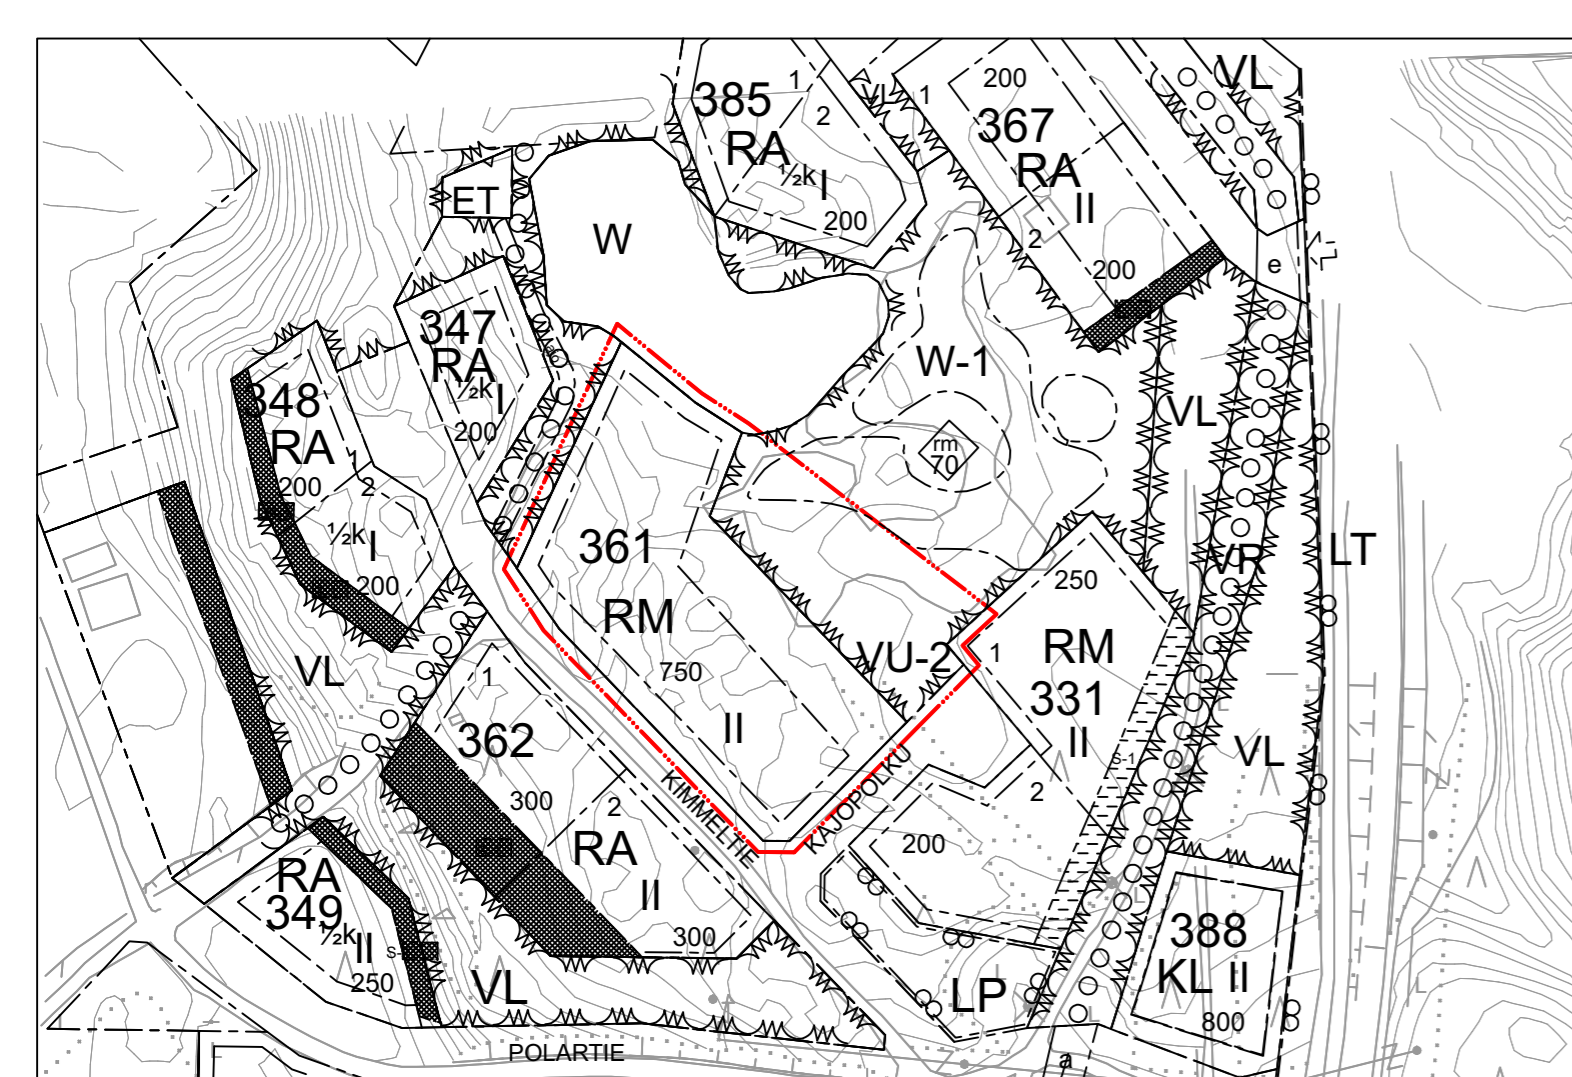 385
1
2
RA
½k I
200
VL
1
200
367
RA
II
2
200
VL
e
ET
W
347
RA
½k I
200
W-1
rm
70
VL
348
RA
200
1
2
½k I
200
361
RM
750
II
VU-2
250
1
RM
331
II
2
s-1
VR
LT
VL
VL
1
362
300
2
RA
II
300
KIMMELTIE
KAJOPOLKU
200
RA
349
½k II
250
VL
LP
388
KL II
800
POLARTIE
a